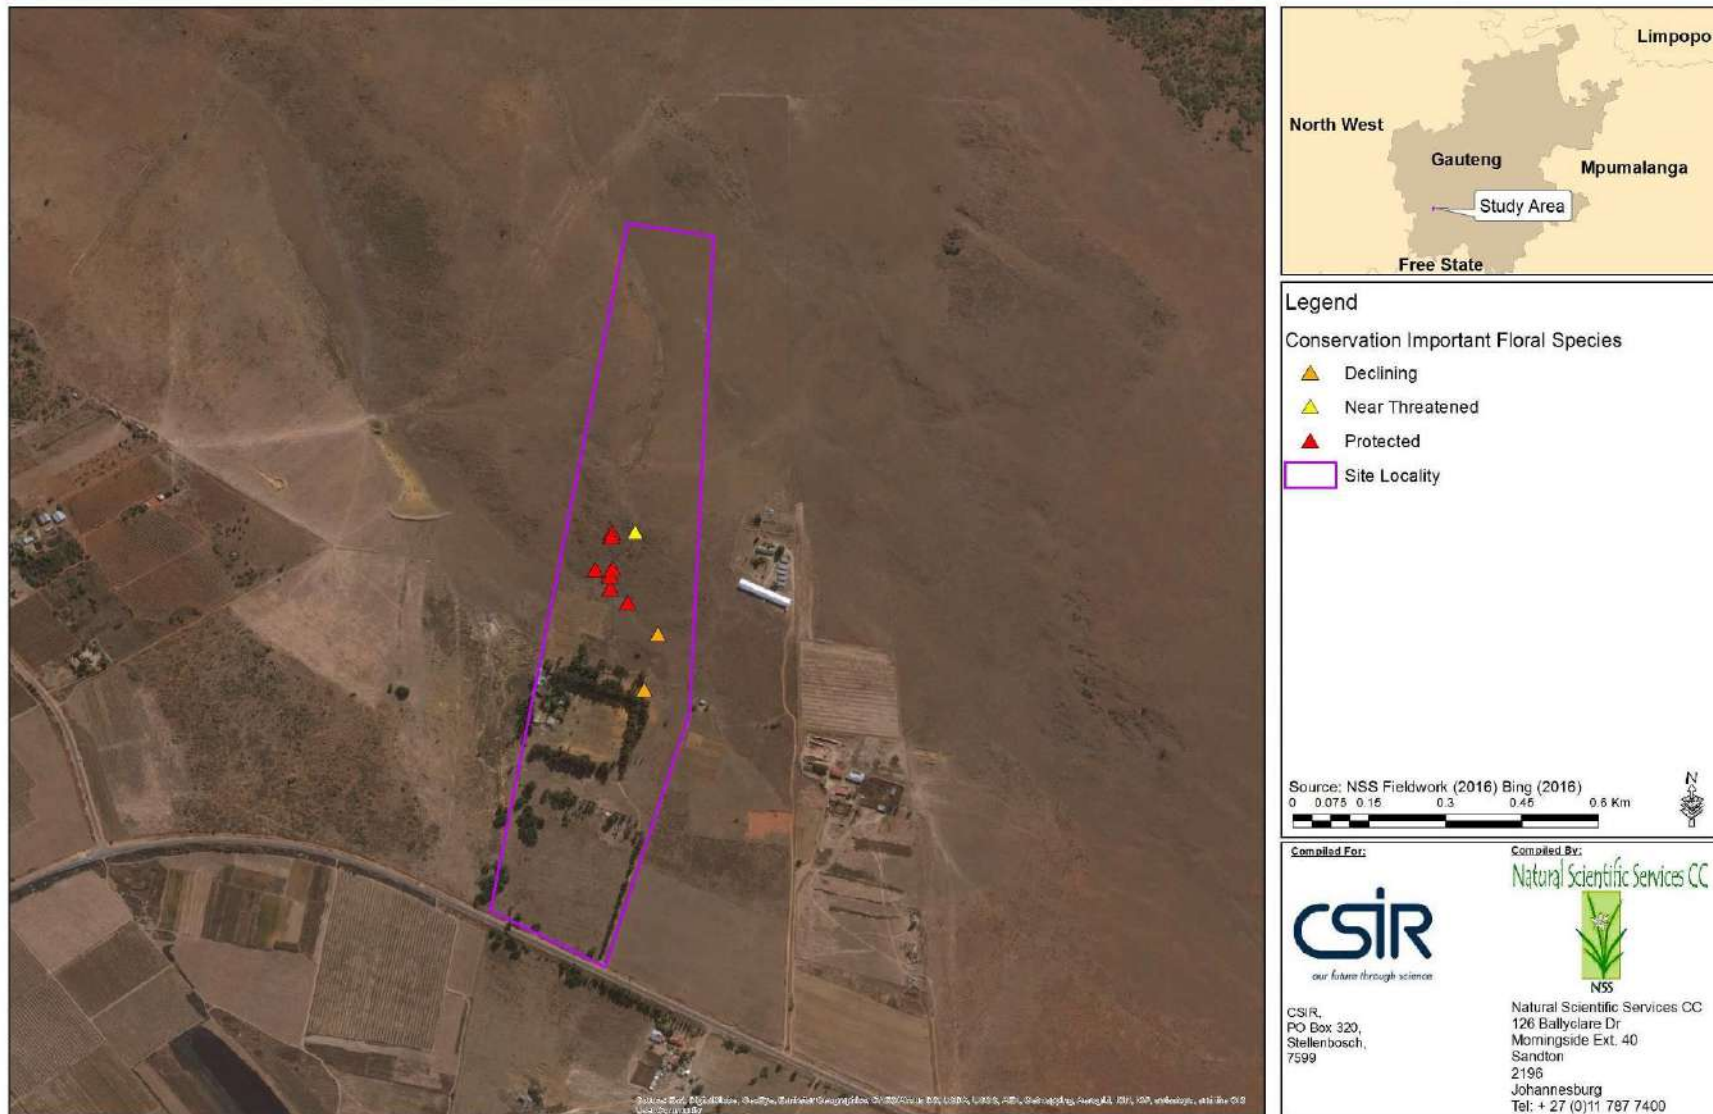 Limpopo
North West
Gauteng
Mpumalanga
Study Area
Free State
Legend
Conservation Important Floral Species
Declining
Near Threatened
Protected
Site Locality
Source: NSS Fieldwork (2016) Bing (2016)
0 0.075 0.15 0.3 0.45 0.6 Km
N
Compiled For:
CSIR
our future through science
CSIR,
PO Box 320,
Stellenbosch,
7599
Compiled By:
Natural Scientific Services CC
NSS
Natural Scientific Services CC
126 Ballyclare Dr
Morningside Ext. 40
Sandton
2196
Johannesburg
Tel: + 27 (0)11 787 7400